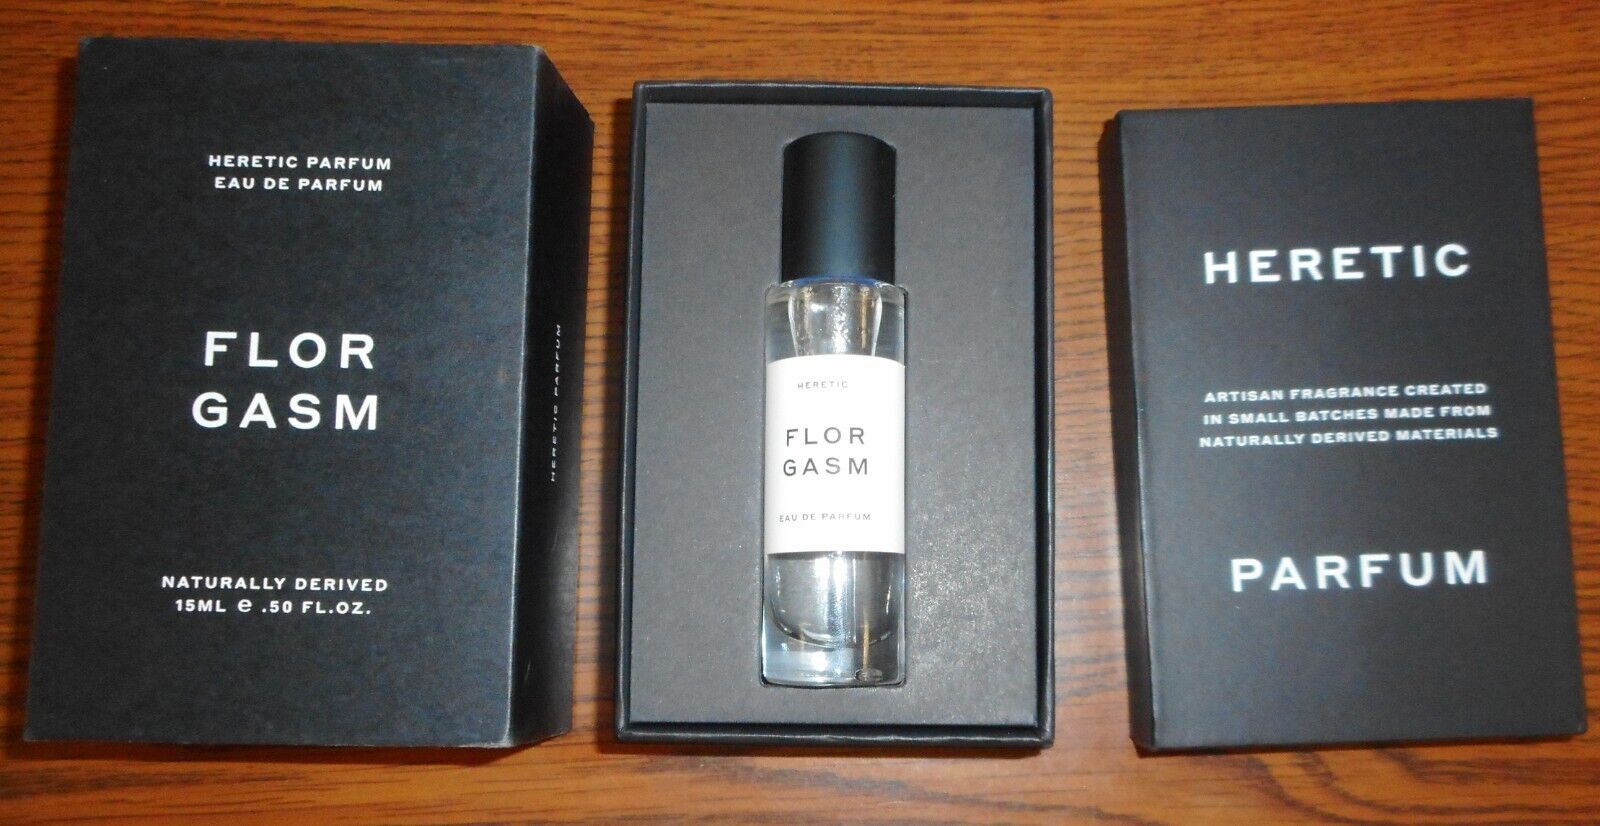 HERETIC PARFUM
EAU DE PARFUM
FLOR
GASM
NATURALLY DERIVED
15ML e .50 FL.OZ.
HERETIC PARFUM
HERETIC
FLOR
GASM
EAU DE PARFUM
HERETIC
ARTISAN FRAGRANCE CREATED
IN SMALL BATCHES MADE FROM
NATURALLY DERIVED MATERIALS
PARFUM